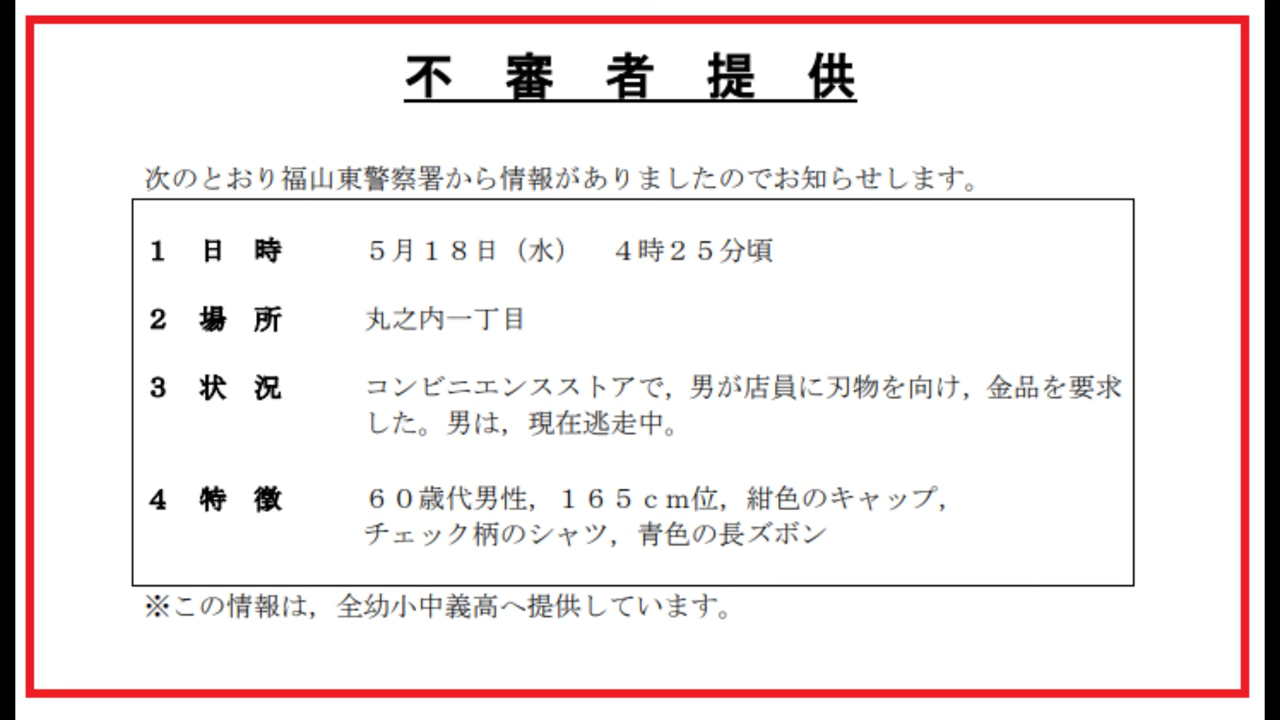 不審者提供
次のとおり福山東警察署から情報がありましたのでお知らせします。
1 日 時 5月18日（水） 4時25分頃
2 場 所 丸之内一丁目
3 状 況 コンビニエンスストアで，男が店員に刃物を向け，金品を要求
した。男は，現在逃走中。
4 特 徴 60歳代男性，165cm位，紺色のキャップ，
チェック柄のシャツ，青色の長ズボン
※この情報は，全幼小中義高へ提供しています。